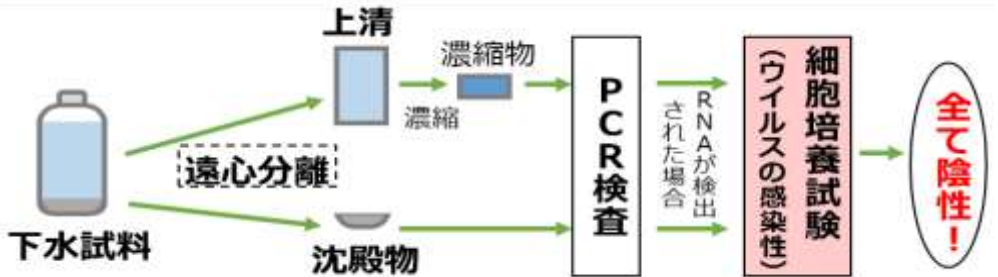 下水試料
遠心分離
上清
濃縮
濃縮物
沈殿物
PCR検査
RNAが検出
された場合
細胞培養試験
(ウイルスの感染性)
全て陰性!